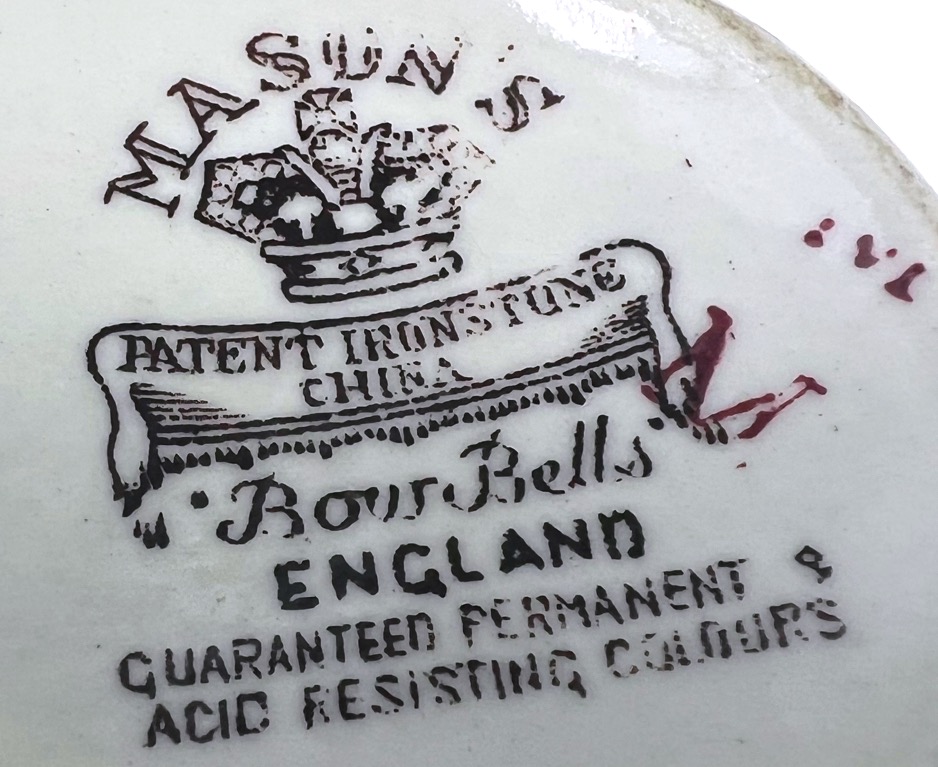 MASON'S
PATENT IRONSTONE
CHINA
"Bow Bells"
ENGLAND
GUARANTEED PERMANENT &
ACID RESISTING COLOURS